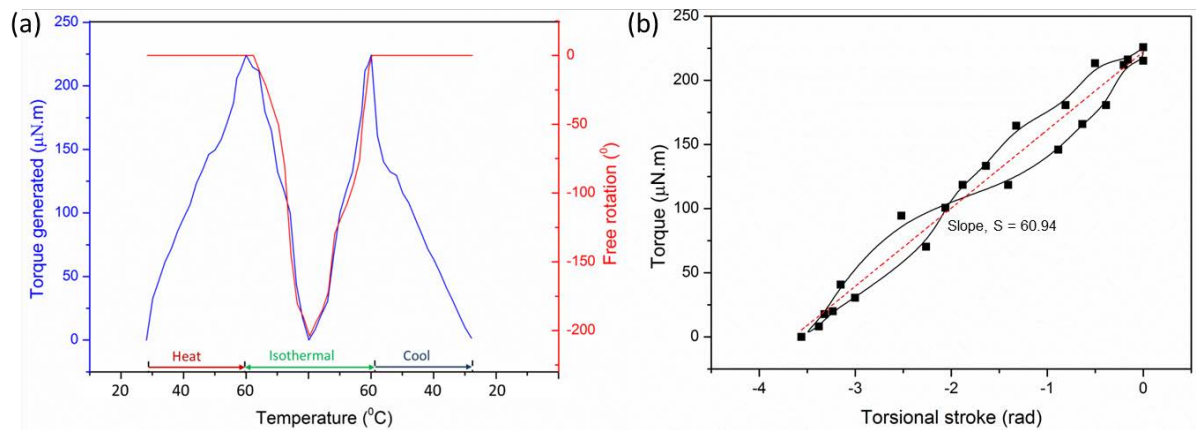 (a)
250
200
150
100
50
0
Torque generated (μN.m)
0
-50
-100
-150
-200
Free rotation (⁰)
Heat
Isothermal
Cool
20
40
60
60
40
20
Temperature (⁰C)
(b)
250
200
150
100
50
0
Torque (μN.m)
Slope, S = 60.94
-4
-3
-2
-1
0
Torsional stroke (rad)